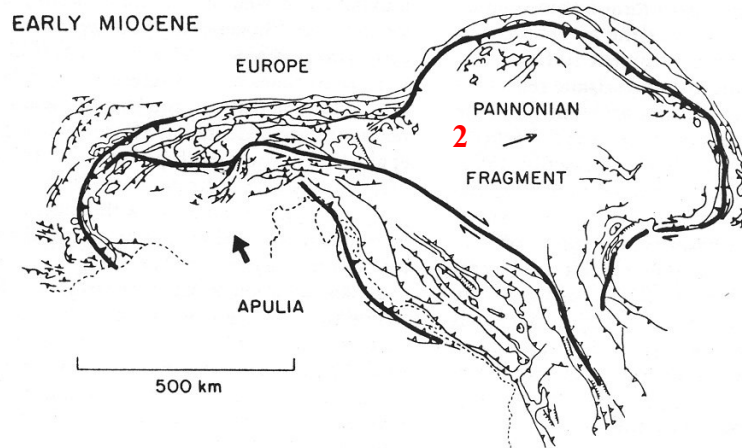 EARLY MIOCENE
EUROPE
PANNONIAN
2
FRAGMENT
APULIA
500 km